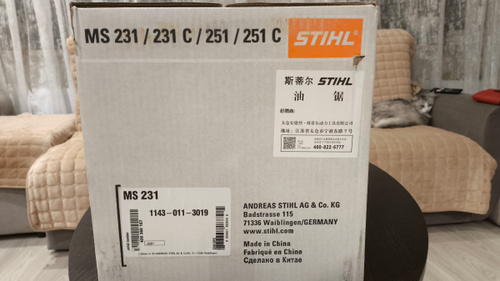 MS 231 / 231 C / 251 / 251 C
STIHL
斯蒂尔 STIHL
油 锯
400-822-6777
MS 231
1143-011-3019
ANDREAS STIHL AG & Co. KG
Badstrasse 115
71336 Waiblingen/GERMANY
www.stihl.com
Made in China
Fabriqué en Chine
Сделано в Китае